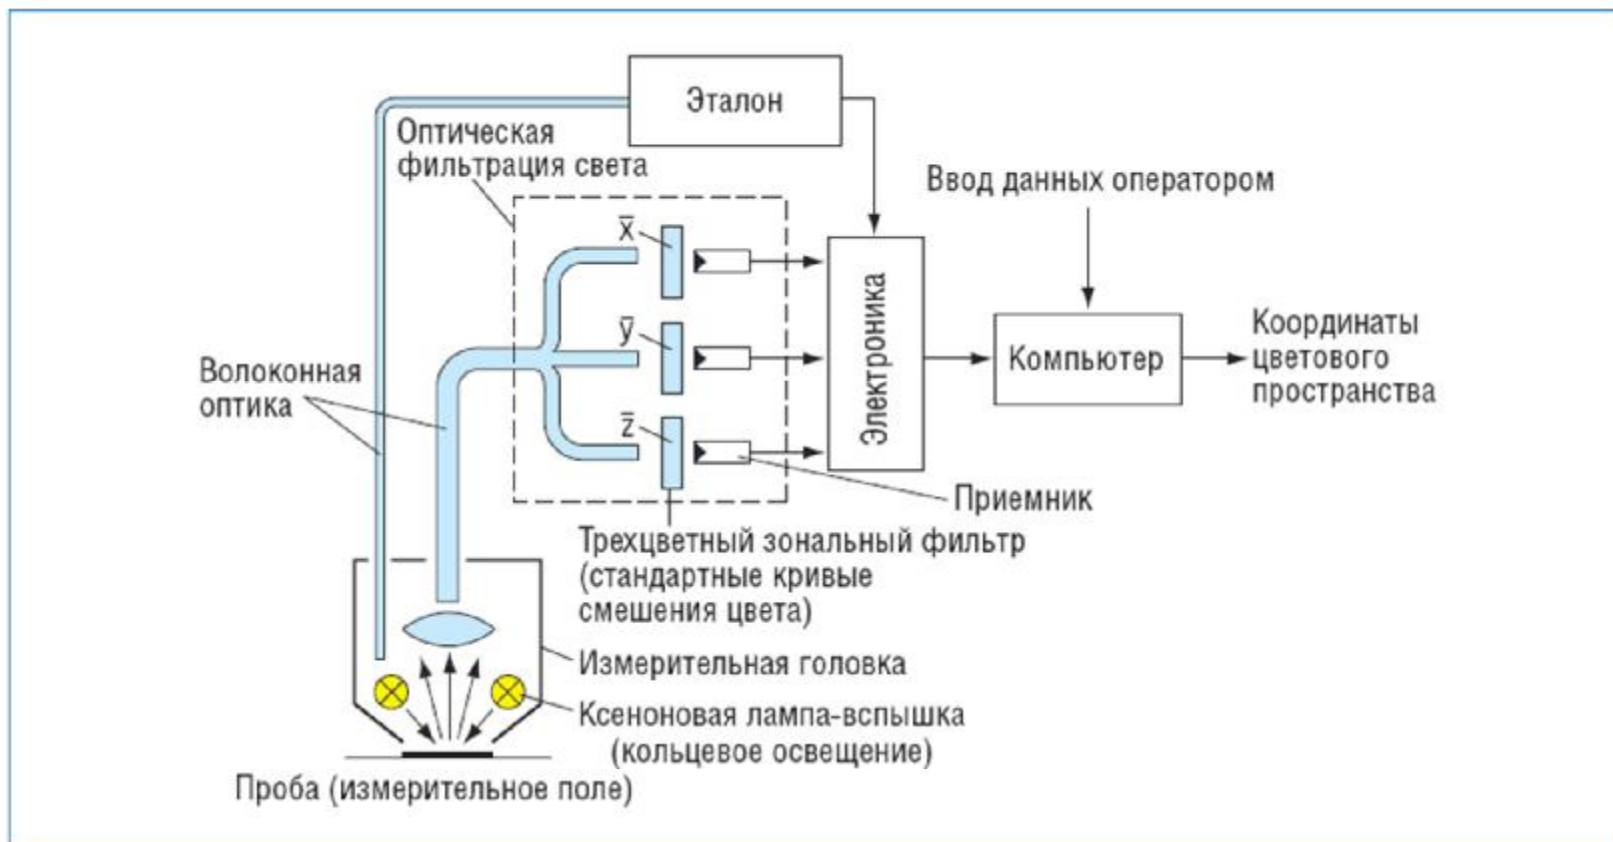 Эталон
Оптическая
фильтрация света
Ввод данных оператором
x̅
y̅
z̅
Электроника
Компьютер
Координаты
цветового
пространства
Волоконная
оптика
Приемник
Трехцветный зональный фильтр
(стандартные кривые
смешения цвета)
Измерительная головка
Ксеноновая лампа-вспышка
(кольцевое освещение)
Проба (измерительное поле)